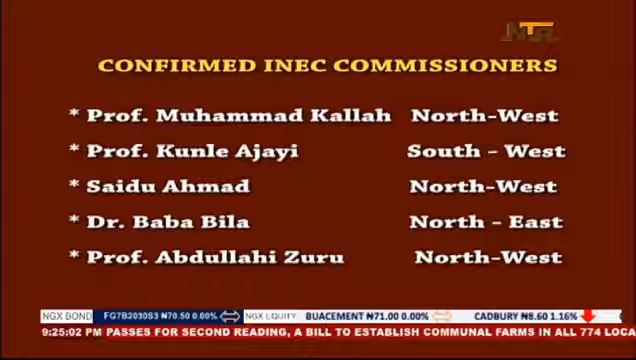 MTR
CONFIRMED INEC COMMISSIONERS
* Prof. Muhammad Kallah North-West
* Prof. Kunle Ajayi South - West
* Saidu Ahmad North-West
* Dr. Baba Bila North - East
* Prof. Abdullahi Zuru North-West
NGX BOND FG7B2030S3 ₦70.50 0.00% NGX EQUITY BUACEMENT ₦71.00 0.00% CADBURY ₦8.60 1.16%
9:25:02 PM PASSES FOR SECOND READING, A BILL TO ESTABLISH COMMUNAL FARMS IN ALL 774 LOCA